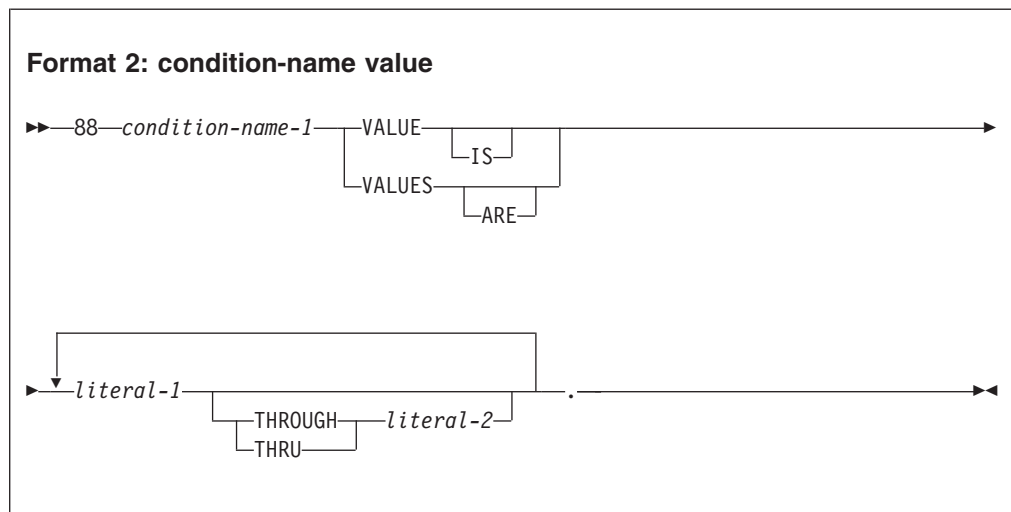 Format 2: condition-name value
88 condition-name-1 VALUE
IS
VALUES
ARE
literal-1 .
THROUGH literal-2
THRU